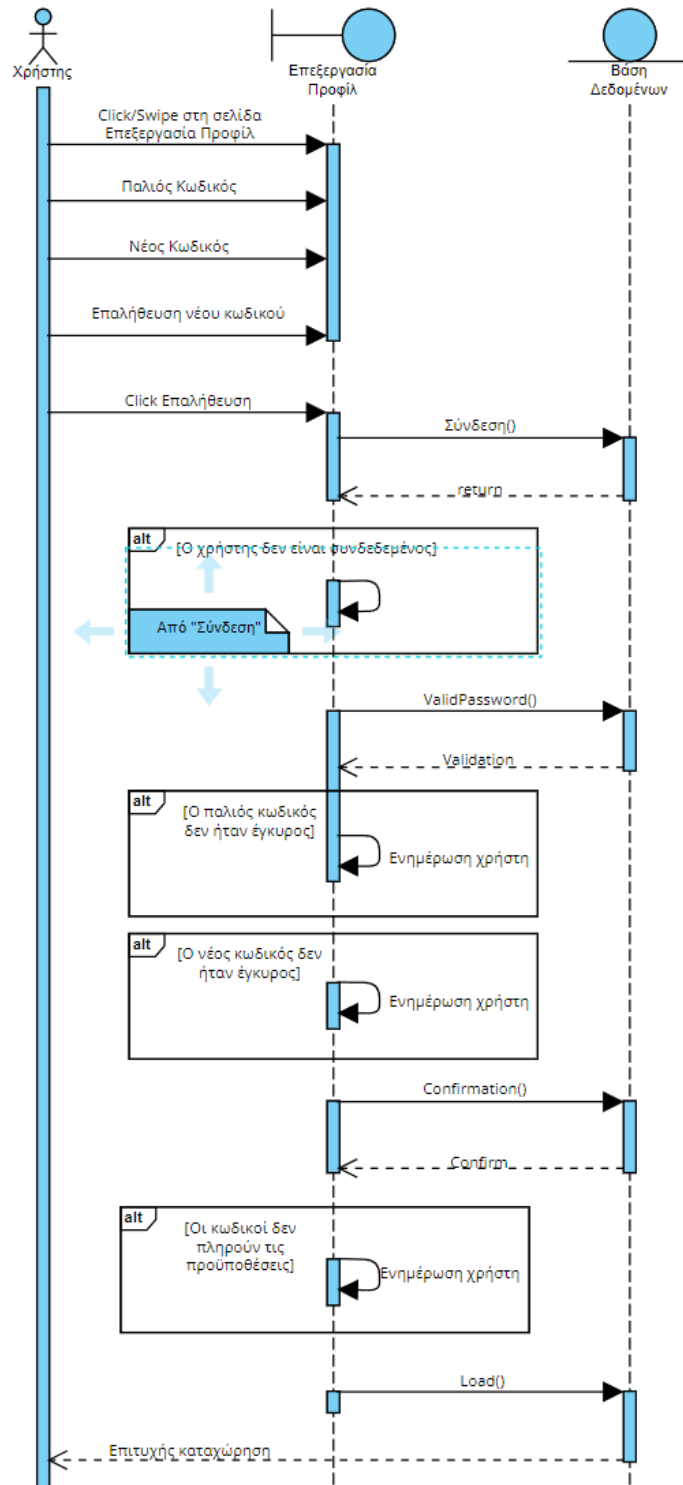 Χρήστης
Επεξεργασία
Προφίλ
Βάση
Δεδομένων
Click/Swipe στη σελίδα
Επεξεργασία Προφίλ
Παλιός Κωδικός
Νέος Κωδικός
Επαλήθευση νέου κωδικού
Click Επαλήθευση
Σύνδεση()
return
alt
[Ο χρήστης δεν είναι συνδεδεμένος]
Από "Σύνδεση"
ValidPassword()
Validation
alt
[Ο παλιός κωδικός
δεν ήταν έγκυρος]
Ενημέρωση χρήστη
alt
[Ο νέος κωδικός δεν
ήταν έγκυρος]
Ενημέρωση χρήστη
Confirmation()
Confirm
alt
[Οι κωδικοί δεν
πληρούν τις
προϋποθέσεις]
Ενημέρωση χρήστη
Load()
Επιτυχής καταχώρηση